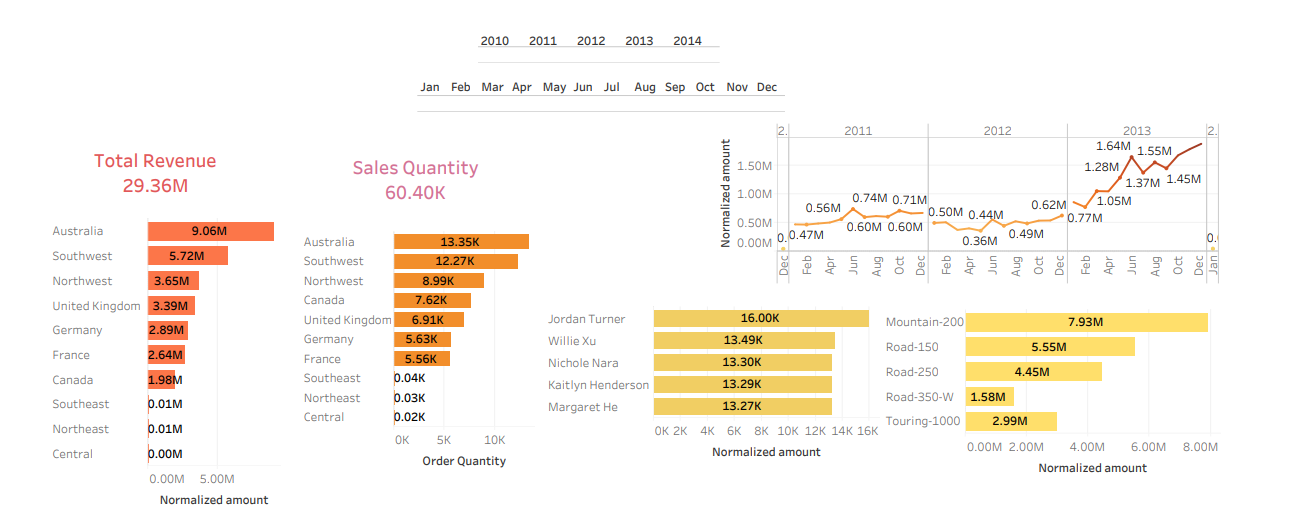 2010 2011 2012 2013 2014
Jan Feb Mar Apr May Jun Jul Aug Sep Oct Nov Dec
Total Revenue
29.36M
Australia 9.06M
Southwest 5.72M
Northwest 3.65M
United Kingdom 3.39M
Germany 2.89M
France 2.64M
Canada 1.98M
Southeast 0.01M
Northeast 0.01M
Central 0.00M
0.00M 5.00M
Normalized amount
Sales Quantity
60.40K
Australia 13.35K
Southwest 12.27K
Northwest 8.99K
Canada 7.62K
United Kingdom 6.91K
Germany 5.63K
France 5.56K
Southeast 0.04K
Northeast 0.03K
Central 0.02K
0K 5K 10K
Order Quantity
2. 2011 2012 2013 2.
Normalized amount
1.50M
1.00M
0.50M
0.00M
0. 0.47M 0.56M 0.74M 0.60M 0.71M 0.60M 0.50M 0.44M 0.36M 0.49M 0.62M 0.77M 1.28M 1.05M 1.64M 1.37M 1.55M 1.45M 0.
Dec Feb Apr Jun Aug Oct Dec Feb Apr Jun Aug Oct Dec Feb Apr Jun Aug Oct Dec Jan
Jordan Turner 16.00K
Willie Xu 13.49K
Nichole Nara 13.30K
Kaitlyn Henderson 13.29K
Margaret He 13.27K
0K 2K 4K 6K 8K 10K 12K 14K 16K
Normalized amount
Mountain-200 7.93M
Road-150 5.55M
Road-250 4.45M
Road-350-W 1.58M
Touring-1000 2.99M
0.00M 2.00M 4.00M 6.00M 8.00M
Normalized amount